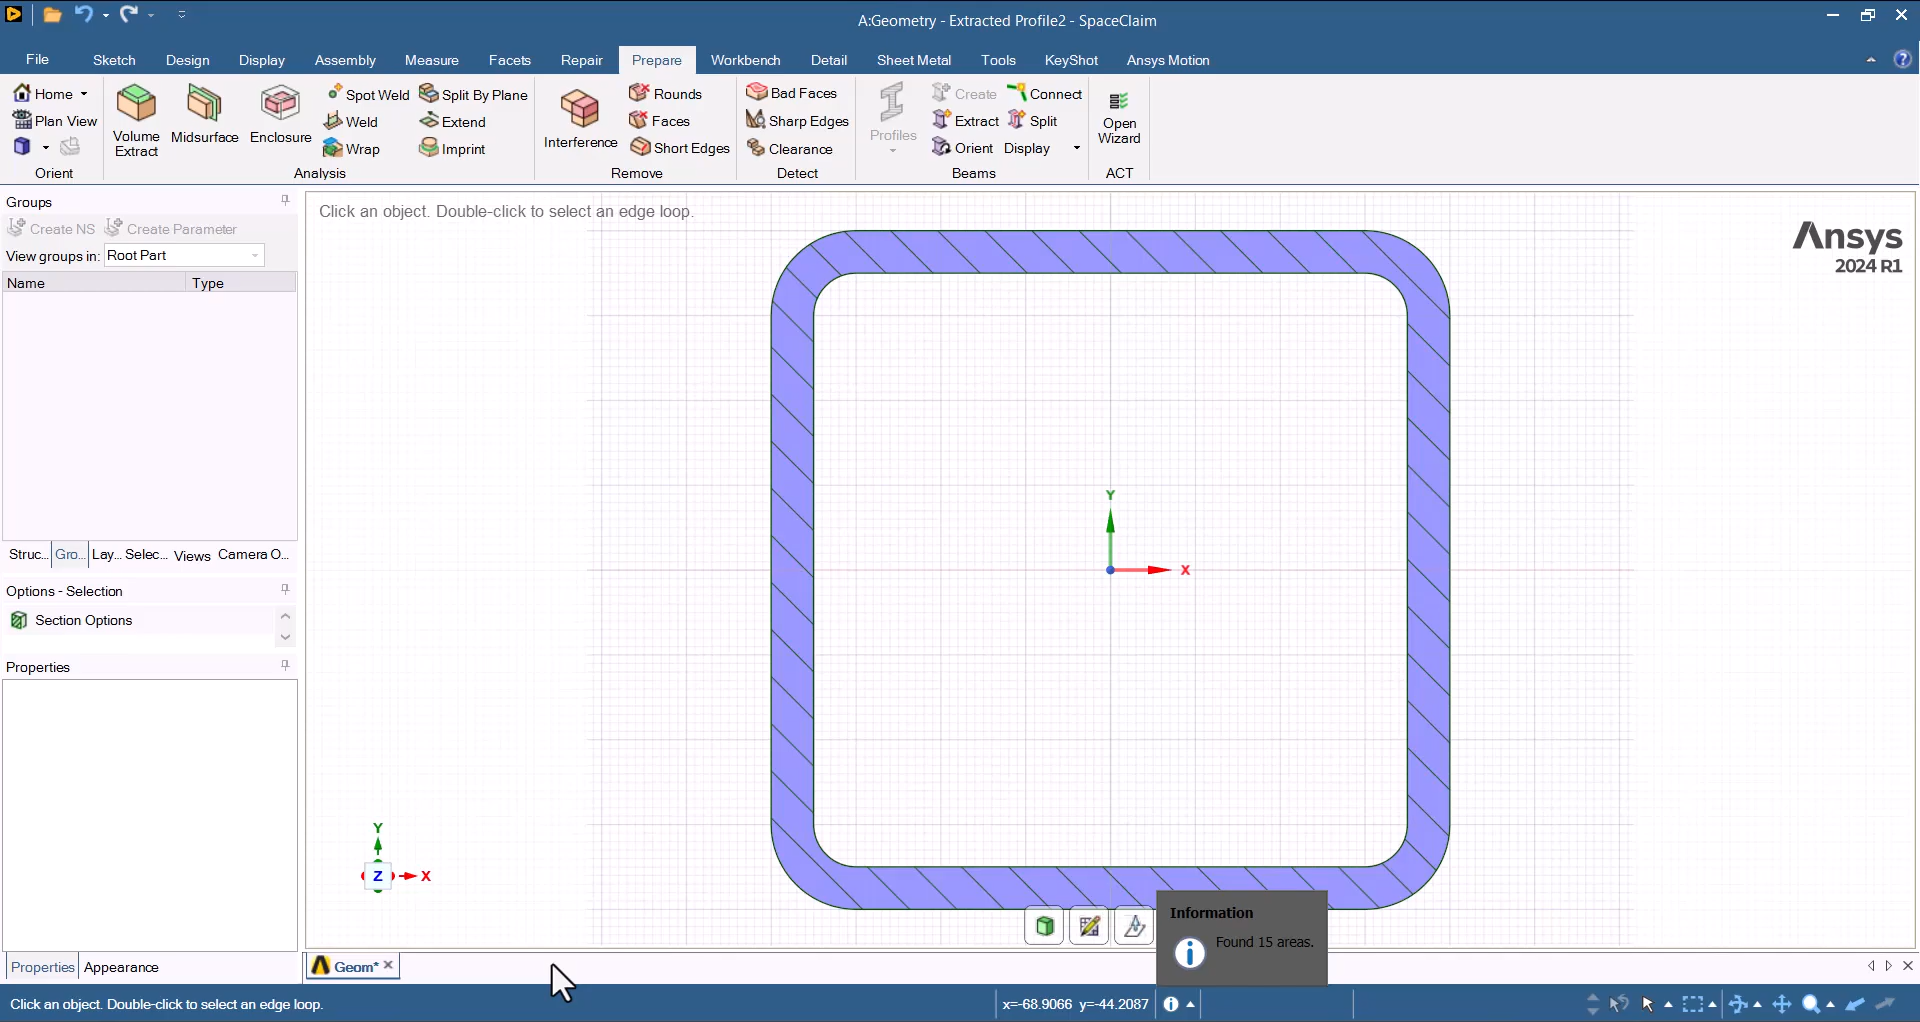 A:Geometry - Extracted Profile2 - SpaceClaim
File Sketch Design Display Assembly Measure Facets Repair Prepare Workbench Detail Sheet Metal Tools KeyShot Ansys Motion
Home
Plan View
Orient
Volume Extract
Midsurface
Enclosure
Spot Weld
Weld
Wrap
Split By Plane
Extend
Imprint
Analysis
Interference
Rounds
Faces
Short Edges
Remove
Bad Faces
Sharp Edges
Clearance
Detect
Profiles
Create
Connect
Extract
Split
Orient
Display
Beams
Open Wizard
ACT
Groups
Create NS
Create Parameter
View groups in: Root Part
Name Type
Struc... Gro... Lay... Selec... Views Camera O...
Options - Selection
Section Options
Properties
Properties Appearance
Click an object. Double-click to select an edge loop.
Ansys
2024 R1
Y
X
Y
Z
X
Information
Found 15 areas.
Geom*
Click an object. Double-click to select an edge loop.
x=-68.9066 y=-44.2087